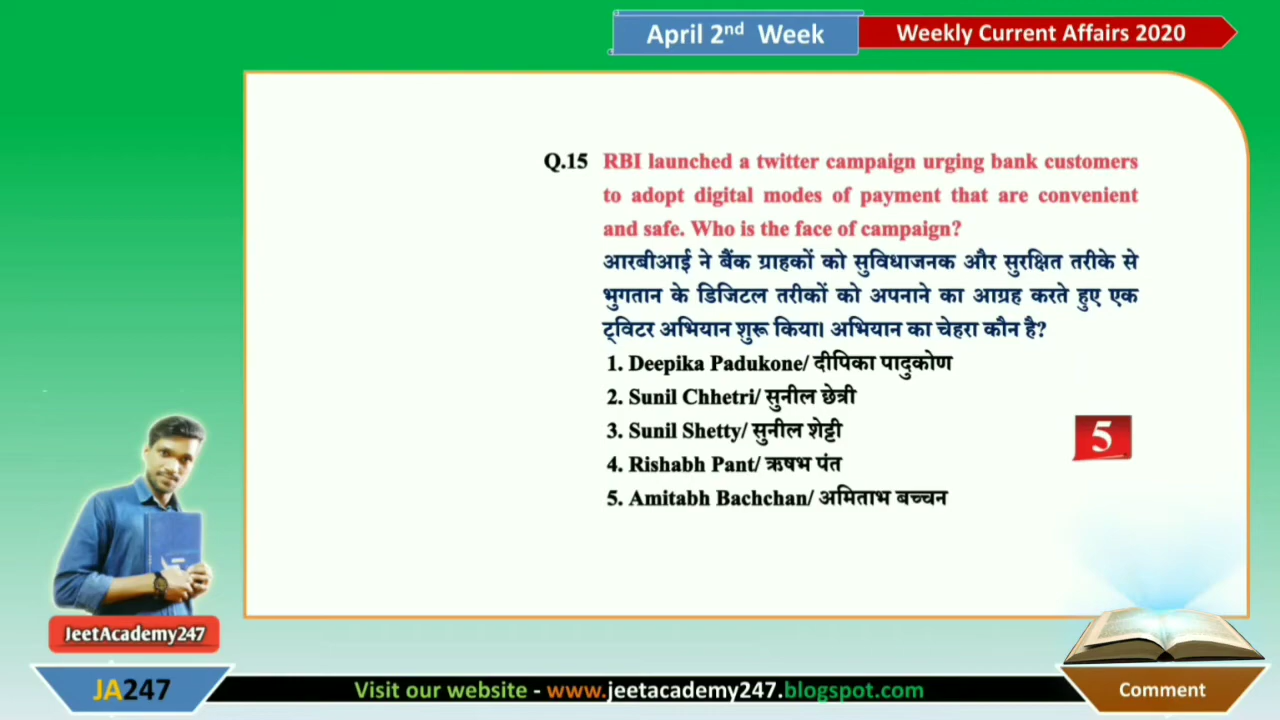 April 2nd Week
Weekly Current Affairs 2020
Q.15 RBI launched a twitter campaign urging bank customers
to adopt digital modes of payment that are convenient
and safe. Who is the face of campaign?
आरबीआई ने बैंक ग्राहकों को सुविधाजनक और सुरक्षित तरीके से
भुगतान के डिजिटल तरीकों को अपनाने का आग्रह करते हुए एक
ट्विटर अभियान शुरू किया। अभियान का चेहरा कौन है?
1. Deepika Padukone/ दीपिका पादुकोण
2. Sunil Chhetri/ सुनील छेत्री
3. Sunil Shetty/ सुनील शेट्टी
4. Rishabh Pant/ ऋषभ पंत
5. Amitabh Bachchan/ अमिताभ बच्चन
5
JeetAcademy247
JA247
Visit our website - www.jeetacademy247.blogspot.com
Comment